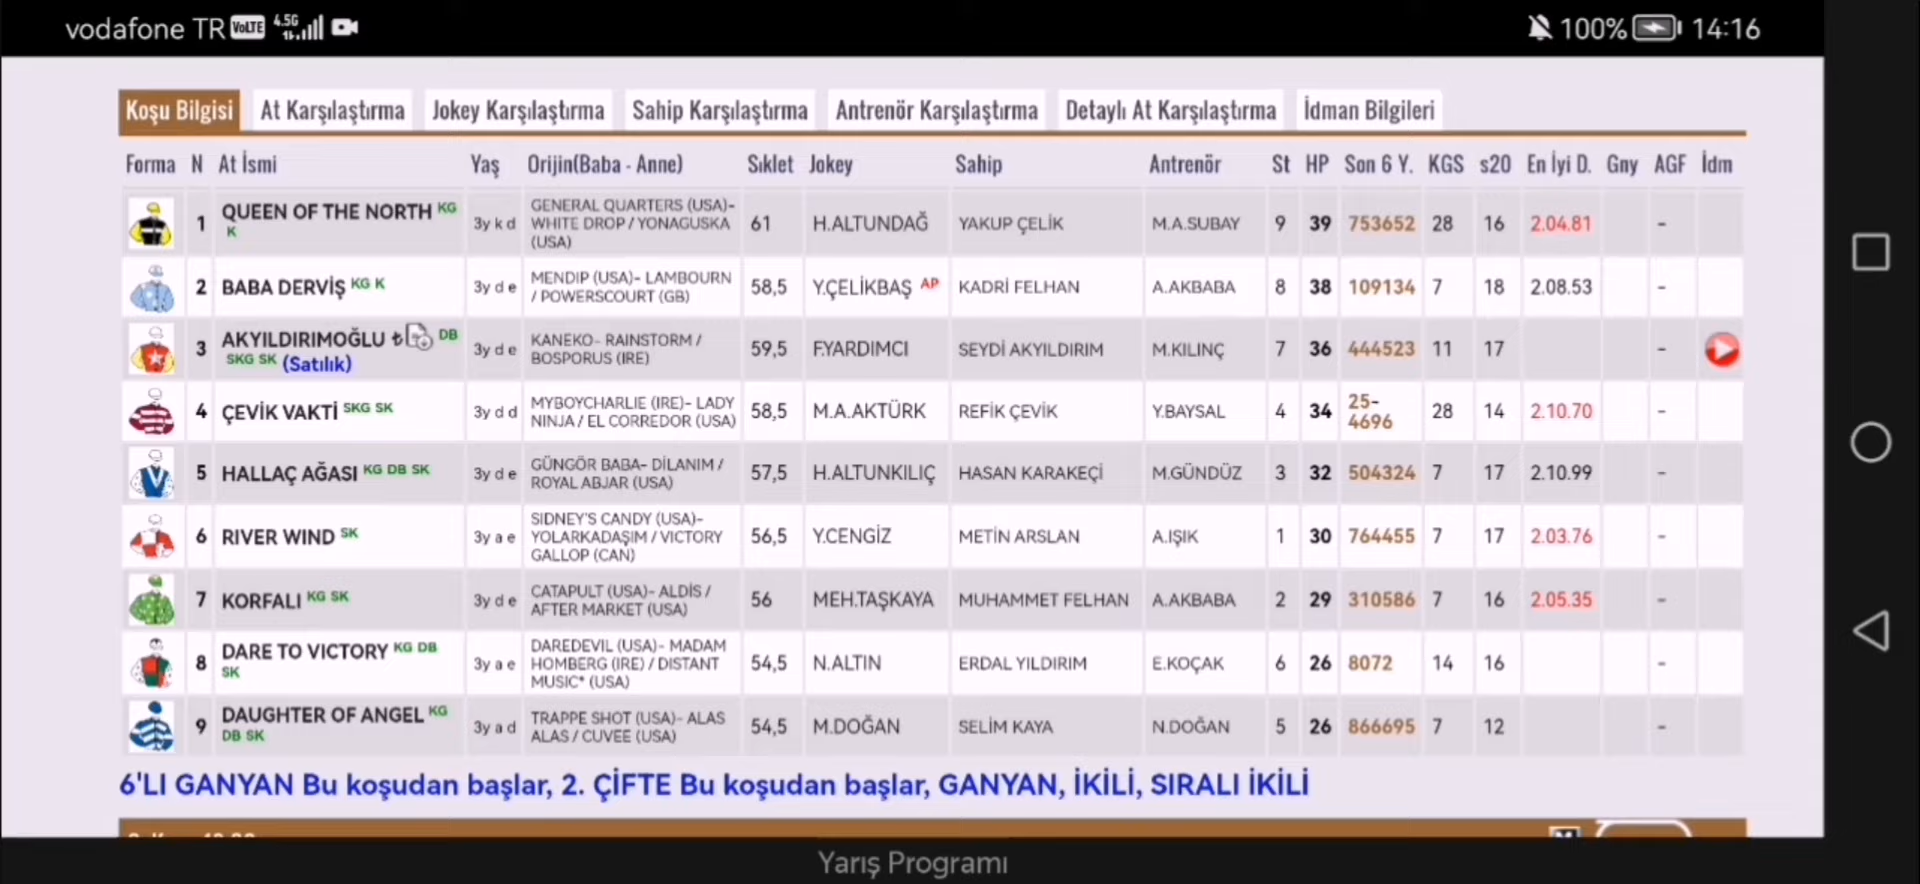 vodafone TR VoLTE 4.5G 100% 14:16
Koşu Bilgisi At Karşılaştırma Jokey Karşılaştırma Sahip Karşılaştırma Antrenör Karşılaştırma Detaylı At Karşılaştırma İdman Bilgileri
Forma N At İsmi Yaş Orijin(Baba - Anne) Sıklet Jokey Sahip Antrenör St HP Son 6 Y. KGS s20 En İyi D. Gny AGF İdm
1 QUEEN OF THE NORTH KG K 3y k d GENERAL QUARTERS (USA)- WHITE DROP / YONAGUSKA (USA) 61 H.ALTUNDAĞ YAKUP ÇELİK M.A.SUBAY 9 39 753652 28 16 2.04.81 -
2 BABA DERVİŞ KG K 3y d e MENDIP (USA)- LAMBOURN / POWERSCOURT (GB) 58,5 Y.ÇELİKBAŞ AP KADRİ FELHAN A.AKBABA 8 38 109134 7 18 2.08.53 -
3 AKYILDIRIMOĞLU ₺ DB SKG SK (Satılık) 3y d e KANEKO- RAINSTORM / BOSPORUS (IRE) 59,5 F.YARDIMCI SEYDİ AKYILDIRIM M.KILINÇ 7 36 444523 11 17 -
4 ÇEVİK VAKTİ SKG SK 3y d d MYBOYCHARLIE (IRE)- LADY NINJA / EL CORREDOR (USA) 58,5 M.A.AKTÜRK REFİK ÇEVİK Y.BAYSAL 4 34 25-4696 28 14 2.10.70 -
5 HALLAÇ AĞASI KG DB SK 3y d e GÜNGÖR BABA- DİLANIM / ROYAL ABJAR (USA) 57,5 H.ALTUNKILIÇ HASAN KARAKEÇİ M.GÜNDÜZ 3 32 504324 7 17 2.10.99 -
6 RIVER WIND SK 3y a e SIDNEY'S CANDY (USA)- YOLARKADAŞIM / VICTORY GALLOP (CAN) 56,5 Y.CENGİZ METİN ARSLAN A.IŞIK 1 30 764455 7 17 2.03.76 -
7 KORFALI KG SK 3y d e CATAPULT (USA)- ALDİS / AFTER MARKET (USA) 56 MEH.TAŞKAYA MUHAMMET FELHAN A.AKBABA 2 29 310586 7 16 2.05.35 -
8 DARE TO VICTORY KG DB SK 3y a e DAREDEVIL (USA)- MADAM HOMBERG (IRE) / DISTANT MUSIC* (USA) 54,5 N.ALTIN ERDAL YILDIRIM E.KOÇAK 6 26 8072 14 16 -
9 DAUGHTER OF ANGEL KG DB SK 3y a d TRAPPE SHOT (USA)- ALAS ALAS / CUVEE (USA) 54,5 M.DOĞAN SELİM KAYA N.DOĞAN 5 26 866695 7 12 -
6'LI GANYAN Bu koşudan başlar, 2. ÇİFTE Bu koşudan başlar, GANYAN, İKİLİ, SIRALI İKİLİ
Yarış Programı